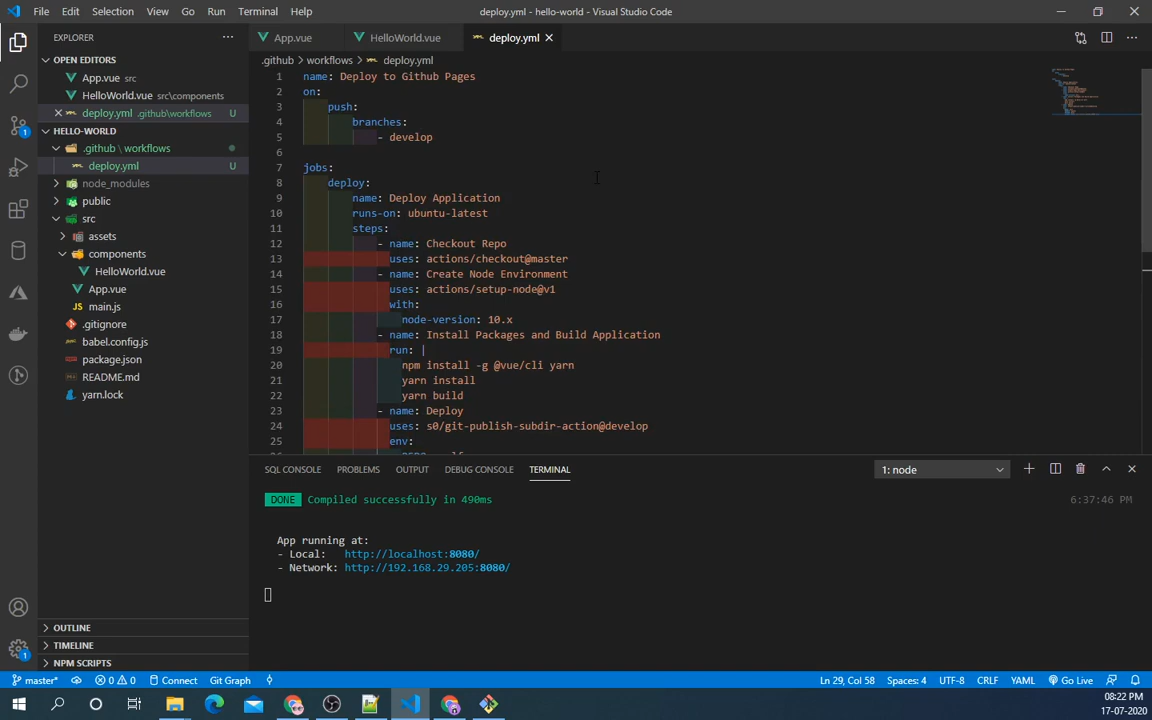 File Edit Selection View Go Run Terminal Help
deploy.yml - hello-world - Visual Studio Code
EXPLORER
OPEN EDITORS
App.vue src
HelloWorld.vue src\components
deploy.yml .github\workflows U
HELLO-WORLD
.github \ workflows
deploy.yml U
node_modules
public
src
assets
components
HelloWorld.vue
App.vue
main.js
.gitignore
babel.config.js
package.json
README.md
yarn.lock
OUTLINE
TIMELINE
NPM SCRIPTS
1
1
App.vue HelloWorld.vue deploy.yml
.github > workflows > deploy.yml
1 name: Deploy to Github Pages
2 on:
3 push:
4 branches:
5 - develop
6
7 jobs:
8 deploy:
9 name: Deploy Application
10 runs-on: ubuntu-latest
11 steps:
12 - name: Checkout Repo
13 uses: actions/checkout@master
14 - name: Create Node Environment
15 uses: actions/setup-node@v1
16 with:
17 node-version: 10.x
18 - name: Install Packages and Build Application
19 run: |
20 npm install -g @vue/cli yarn
21 yarn install
22 yarn build
23 - name: Deploy
24 uses: s0/git-publish-subdir-action@develop
25 env:
SQL CONSOLE PROBLEMS OUTPUT DEBUG CONSOLE TERMINAL
1: node
DONE Compiled successfully in 490ms 6:37:46 PM
App running at:
- Local: http://localhost:8080/
- Network: http://192.168.29.205:8080/
master* 0 0 Connect Git Graph Ln 29, Col 58 Spaces: 4 UTF-8 CRLF YAML Go Live
08:22 PM
17-07-2020